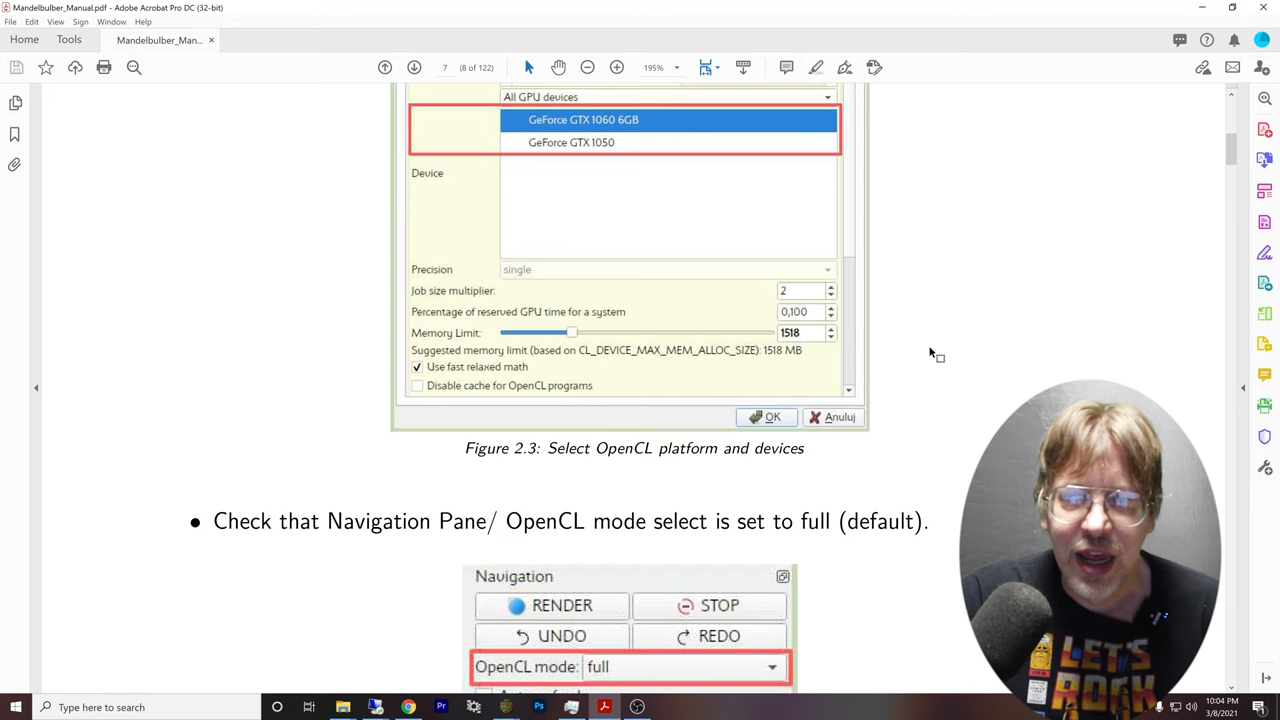 Mandelbulber_Manual.pdf - Adobe Acrobat Pro DC (32-bit)
File Edit View Sign Window Help
Home Tools Mandelbulber_Man... ×
7 (8 of 122) 195%
All GPU devices
GeForce GTX 1060 6GB
GeForce GTX 1050
Device
Precision single
Job size multiplier: 2
Percentage of reserved GPU time for a system 0,100
Memory Limit: 1518
Suggested memory limit (based on CL_DEVICE_MAX_MEM_ALLOC_SIZE): 1518 MB
Use fast relaxed math
Disable cache for OpenCL programs
OK Anuluj
Figure 2.3: Select OpenCL platform and devices
• Check that Navigation Pane/ OpenCL mode select is set to full (default).
Navigation
RENDER STOP
UNDO REDO
OpenCL mode: full
LET'S
ROCK
Type here to search
10:04 PM
3/8/2021